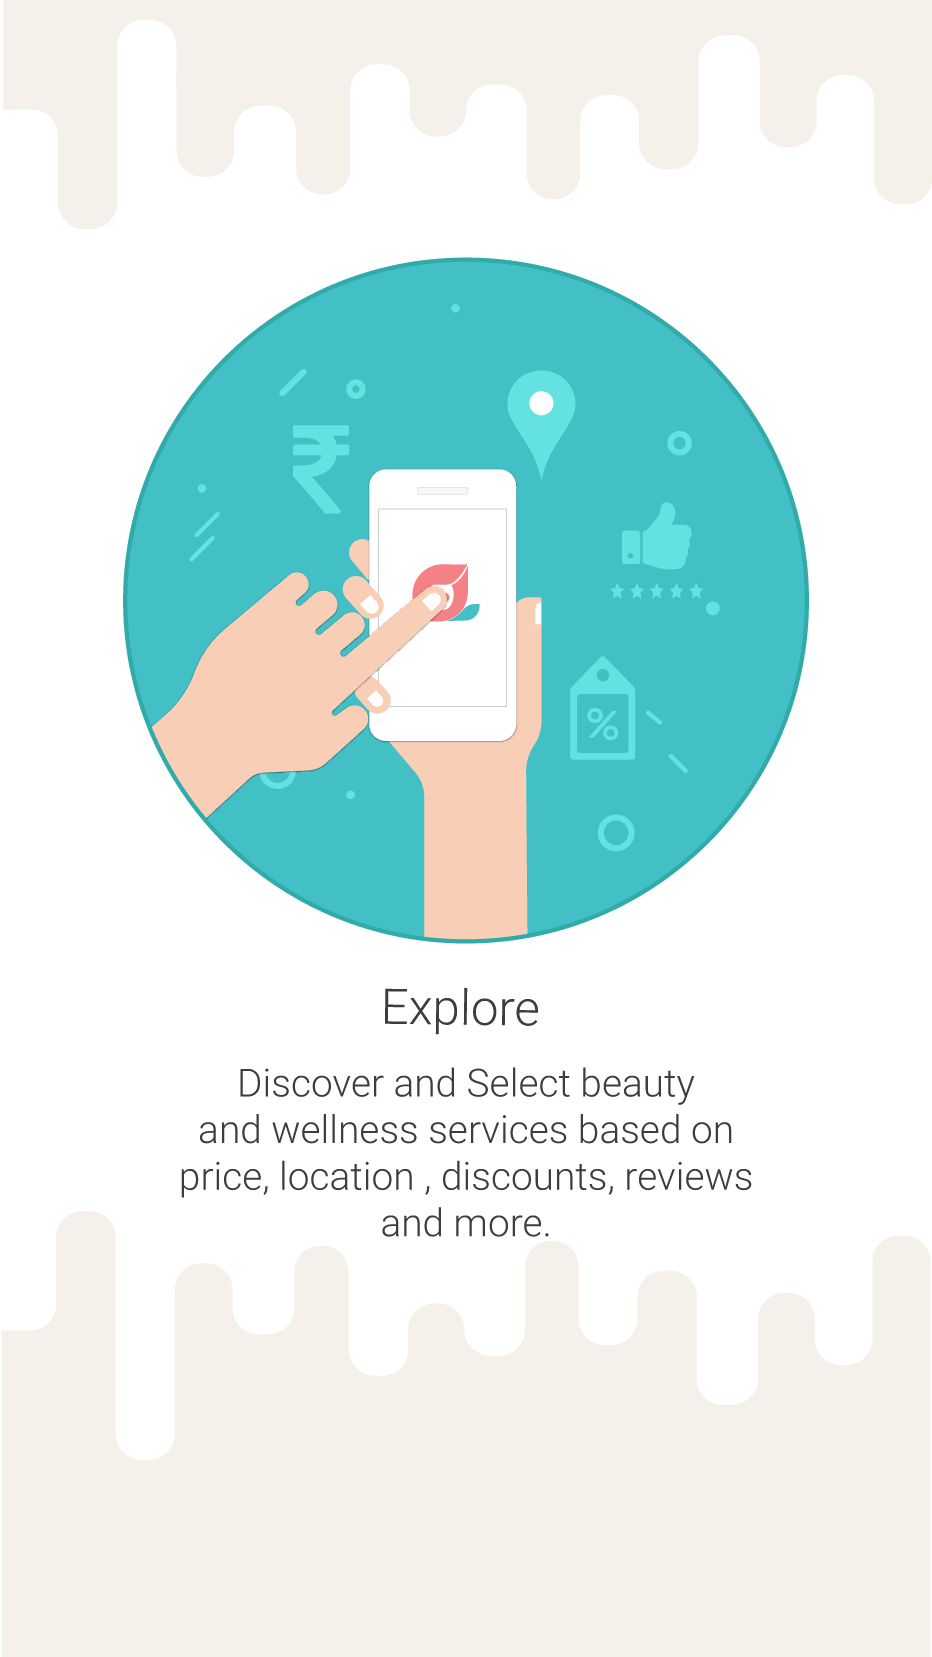 ₹
%
Explore
Discover and Select beauty
and wellness services based on
price, location , discounts, reviews
and more.